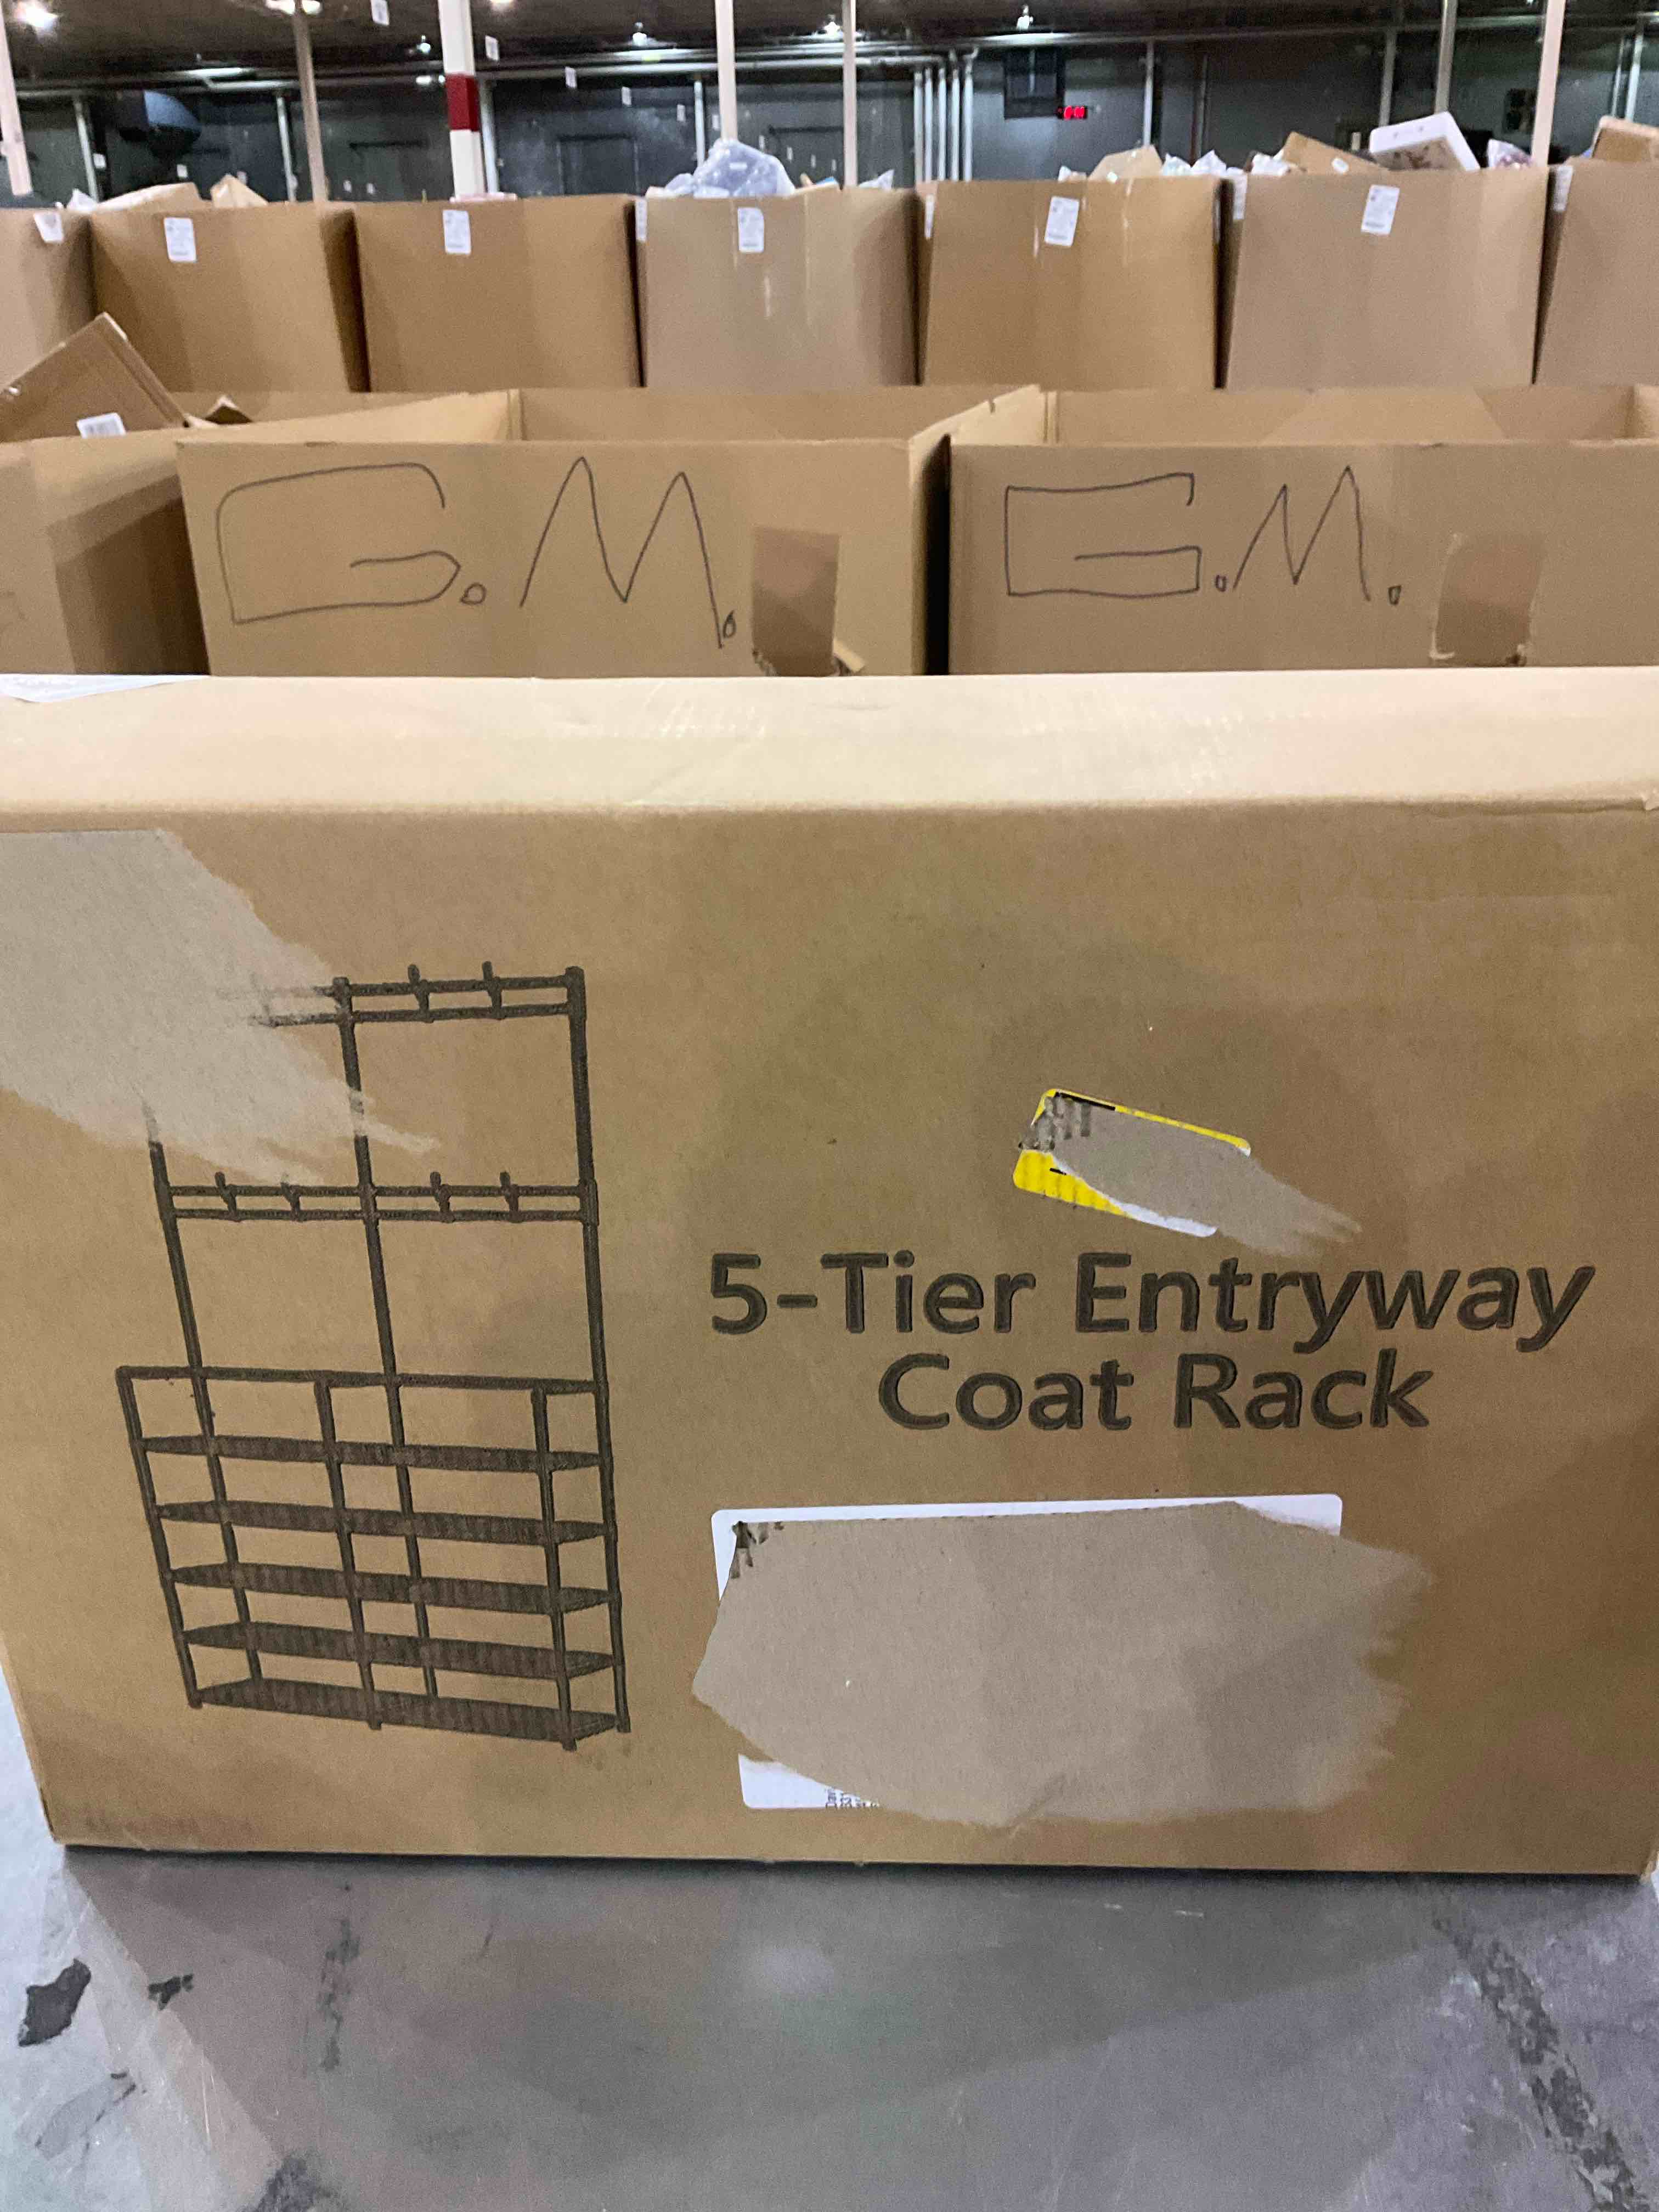 G.M.
G.M.
5-Tier Entryway
Coat Rack